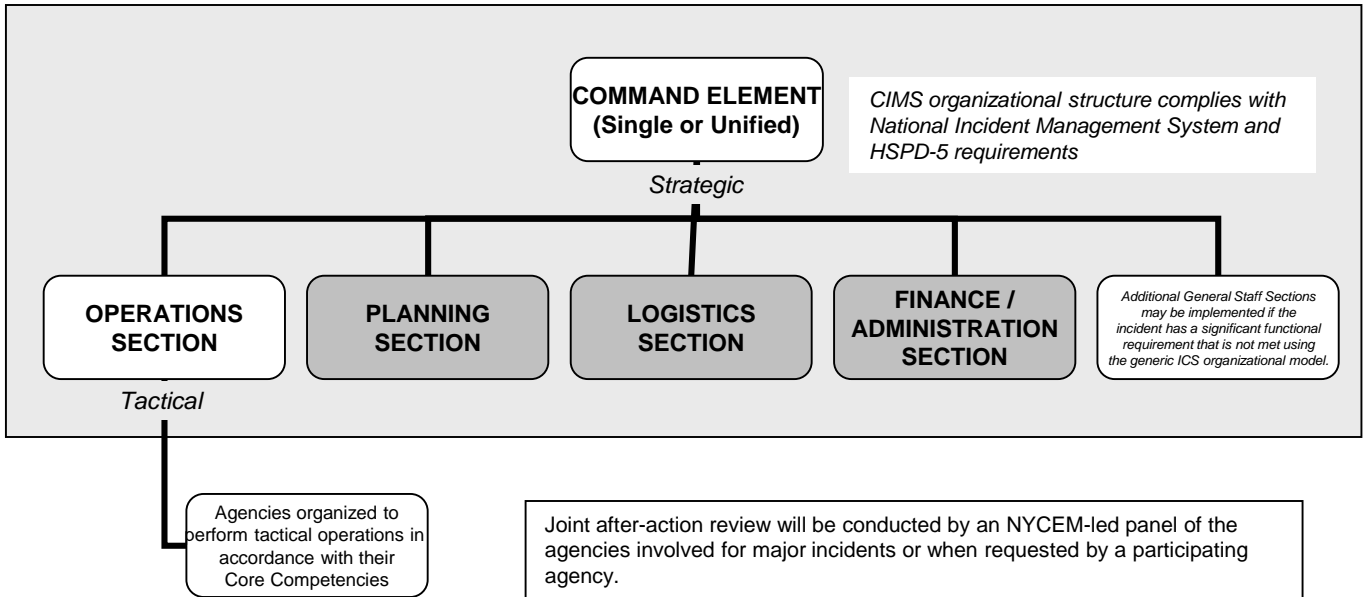 COMMAND ELEMENT
(Single or Unified)
CIMS organizational structure complies with
National Incident Management System and
HSPD-5 requirements
Strategic
OPERATIONS
SECTION
PLANNING
SECTION
LOGISTICS
SECTION
FINANCE /
ADMINISTRATION
SECTION
Additional General Staff Sections
may be implemented if the
incident has a significant functional
requirement that is not met using
the generic ICS organizational model.
Tactical
Agencies organized to
perform tactical operations in
accordance with their
Core Competencies
Joint after-action review will be conducted by an NYCEM-led panel of the
agencies involved for major incidents or when requested by a participating
agency.